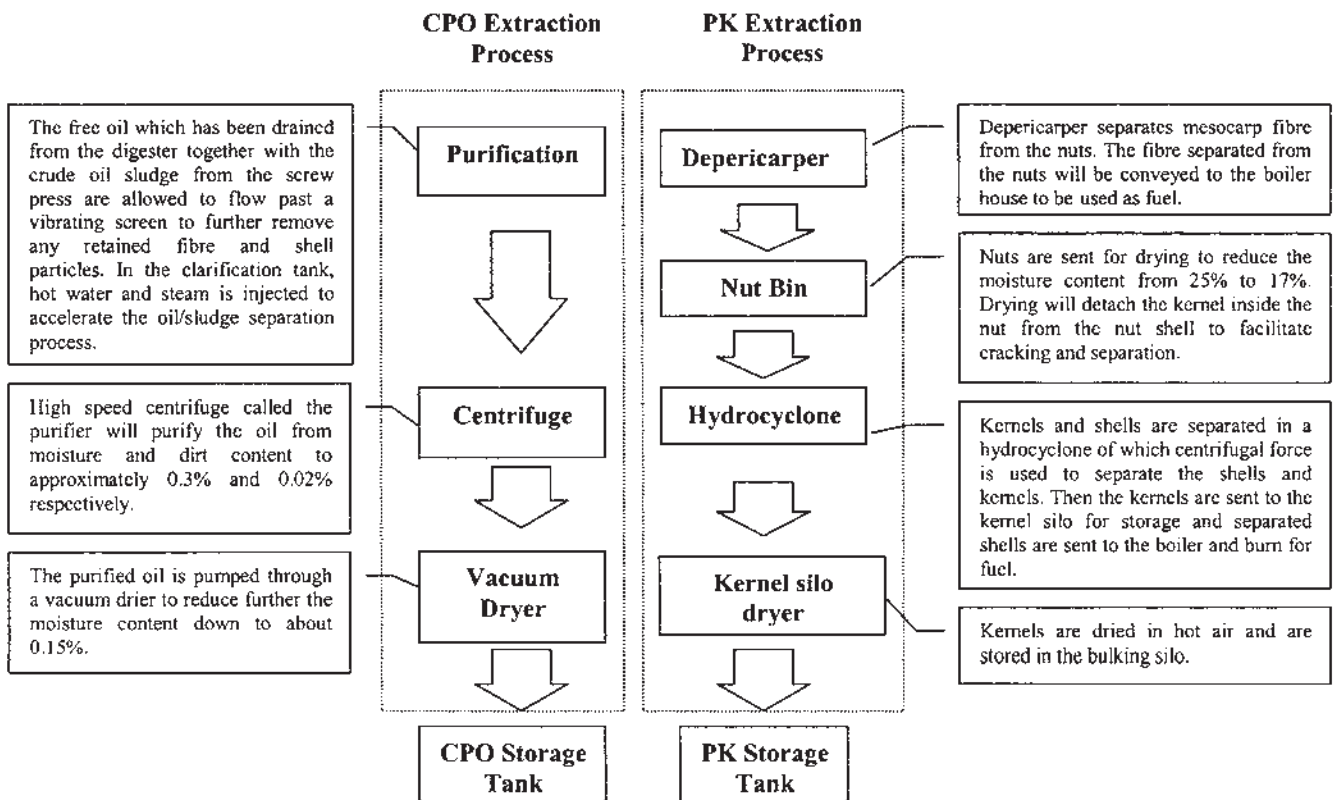 CPO Extraction
Process
PK Extraction
Process
The free oil which has been drained
from the digester together with the
crude oil sludge from the screw
press are allowed to flow past a
vibrating screen to further remove
any retained fibre and shell
particles. In the clarification tank,
hot water and steam is injected to
accelerate the oil/sludge separation
process.
Purification
Depericarper
Depericarper separates mesocarp fibre
from the nuts. The fibre separated from
the nuts will be conveyed to the boiler
house to be used as fuel.
Nut Bin
Nuts are sent for drying to reduce the
moisture content from 25% to 17%.
Drying will detach the kernel inside the
nut from the nut shell to facilitate
cracking and separation.
High speed centrifuge called the
purifier will purify the oil from
moisture and dirt content to
approximately 0.3% and 0.02%
respectively.
Centrifuge
Hydrocyclone
Kernels and shells are separated in a
hydrocyclone of which centrifugal force
is used to separate the shells and
kernels. Then the kernels are sent to the
kernel silo for storage and separated
shells are sent to the boiler and burn for
fuel.
The purified oil is pumped through
a vacuum drier to reduce further the
moisture content down to about
0.15%.
Vacuum
Dryer
Kernel silo
dryer
Kernels are dried in hot air and are
stored in the bulking silo.
CPO Storage
Tank
PK Storage
Tank